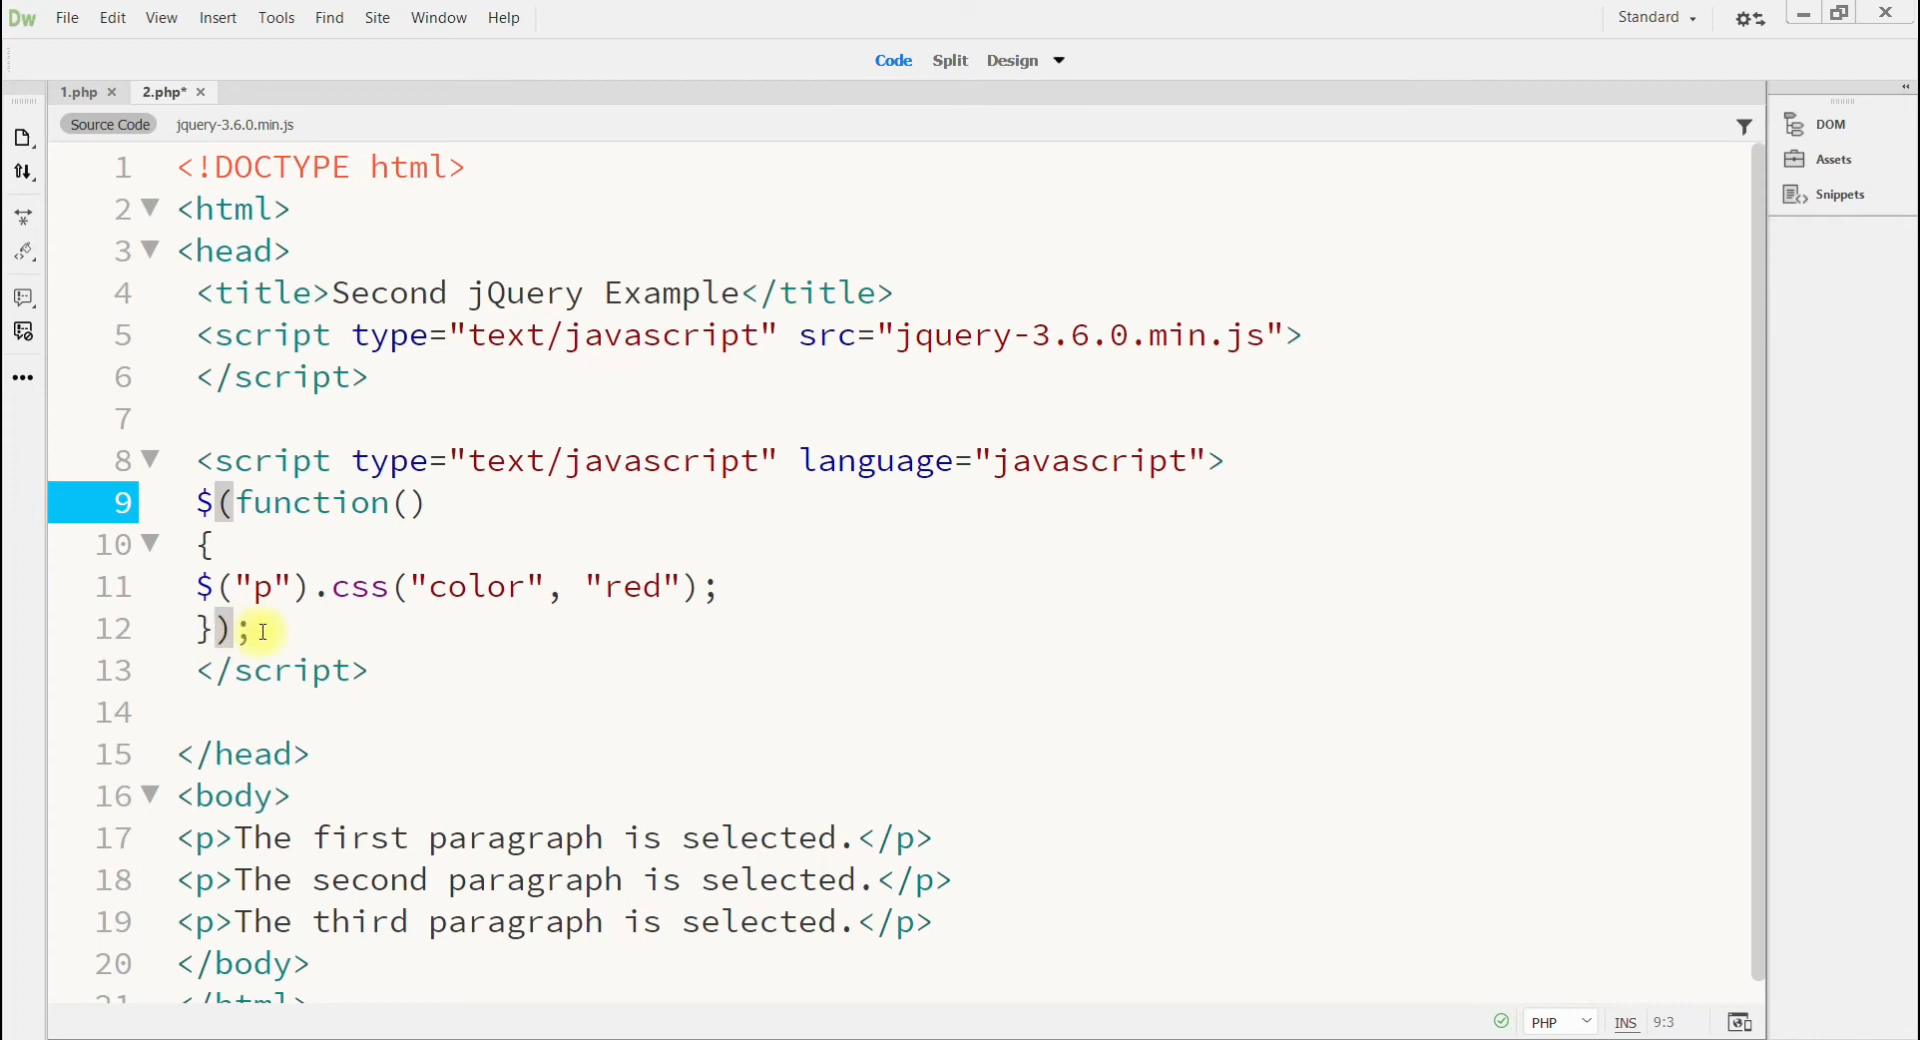 Dw File Edit View Insert Tools Find Site Window Help Standard
Code Split Design
1.php 2.php*
Source Code jquery-3.6.0.min.js
DOM
Assets
Snippets
1 <!DOCTYPE html>
2 <html>
3 <head>
4 <title>Second jQuery Example</title>
5 <script type="text/javascript" src="jquery-3.6.0.min.js">
6 </script>
7
8 <script type="text/javascript" language="javascript">
9 $(function()
10 {
11 $("p").css("color", "red");
12 });
13 </script>
14
15 </head>
16 <body>
17 <p>The first paragraph is selected.</p>
18 <p>The second paragraph is selected.</p>
19 <p>The third paragraph is selected.</p>
20 </body>
21 </html>
PHP INS 9:3